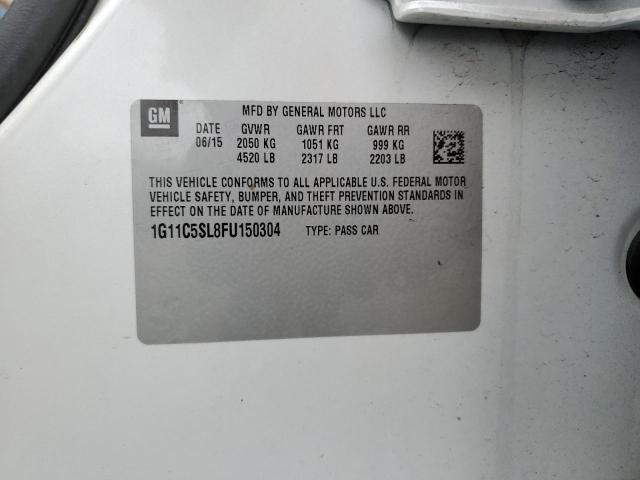 GM MFD BY GENERAL MOTORS LLC
DATE GVWR GAWR FRT GAWR RR
06/15 2050 KG 1051 KG 999 KG
4520 LB 2317 LB 2203 LB
THIS VEHICLE CONFORMS TO ALL APPLICABLE U.S. FEDERAL MOTOR
VEHICLE SAFETY, BUMPER, AND THEFT PREVENTION STANDARDS IN
EFFECT ON THE DATE OF MANUFACTURE SHOWN ABOVE.
1G11C5SL8FU150304 TYPE: PASS CAR